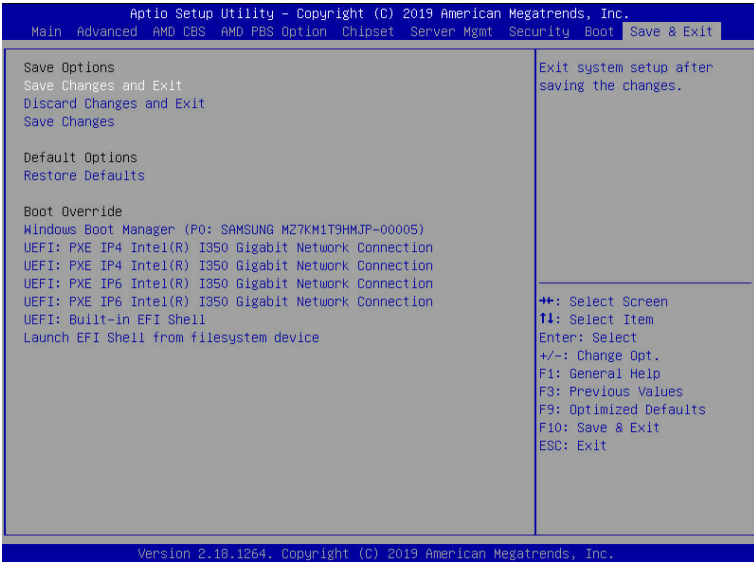 Aptio Setup Utility – Copyright (C) 2019 American Megatrends, Inc.
Main Advanced AMD CBS AMD PBS Option Chipset Server Mgmt Security Boot Save & Exit
Save Options
Save Changes and Exit
Discard Changes and Exit
Save Changes
Default Options
Restore Defaults
Boot Override
Windows Boot Manager (P0: SAMSUNG MZ7KM1T9HMJP-00005)
UEFI: PXE IP4 Intel(R) I350 Gigabit Network Connection
UEFI: PXE IP4 Intel(R) I350 Gigabit Network Connection
UEFI: PXE IP6 Intel(R) I350 Gigabit Network Connection
UEFI: PXE IP6 Intel(R) I350 Gigabit Network Connection
UEFI: Built-in EFI Shell
Launch EFI Shell from filesystem device
Exit system setup after
saving the changes.
→←: Select Screen
↑↓: Select Item
Enter: Select
+/-: Change Opt.
F1: General Help
F3: Previous Values
F9: Optimized Defaults
F10: Save & Exit
ESC: Exit
Version 2.18.1264. Copyright (C) 2019 American Megatrends, Inc.